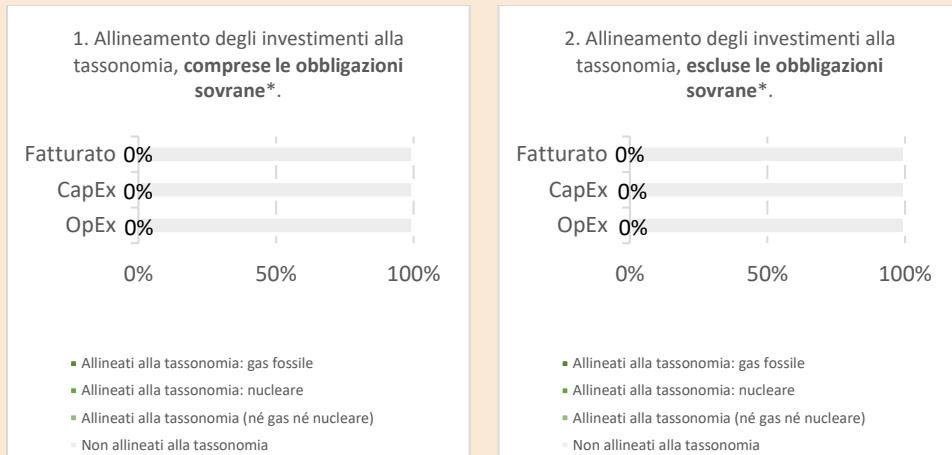 1. Allineamento degli investimenti alla
tassonomia, comprese le obbligazioni
sovrane*.
Fatturato 0%
CapEx 0%
OpEx 0%
0% 50% 100%
Allineati alla tassonomia: gas fossile
Allineati alla tassonomia: nucleare
Allineati alla tassonomia (né gas né nucleare)
Non allineati alla tassonomia
2. Allineamento degli investimenti alla
tassonomia, escluse le obbligazioni
sovrane*.
Fatturato 0%
CapEx 0%
OpEx 0%
0% 50% 100%
Allineati alla tassonomia: gas fossile
Allineati alla tassonomia: nucleare
Allineati alla tassonomia (né gas né nucleare)
Non allineati alla tassonomia